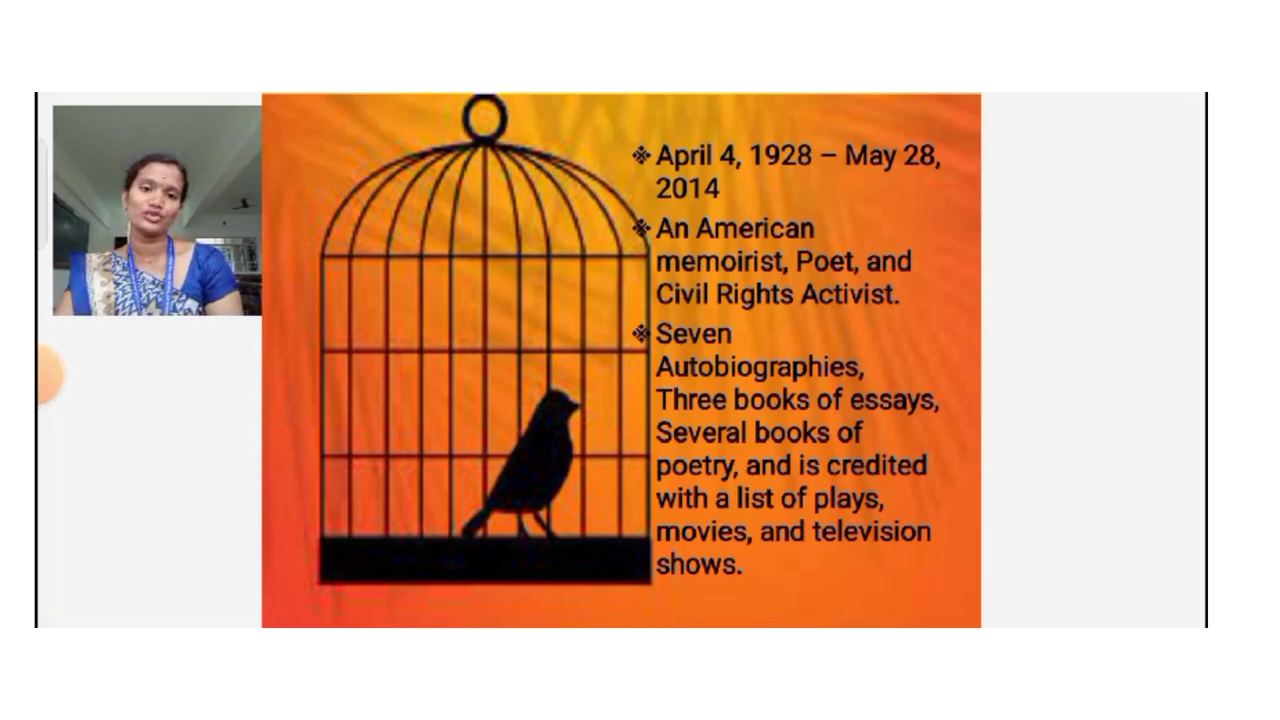 ❖ April 4, 1928 – May 28,
2014
❖ An American
memoirist, Poet, and
Civil Rights Activist.
❖ Seven
Autobiographies,
Three books of essays,
Several books of
poetry, and is credited
with a list of plays,
movies, and television
shows.